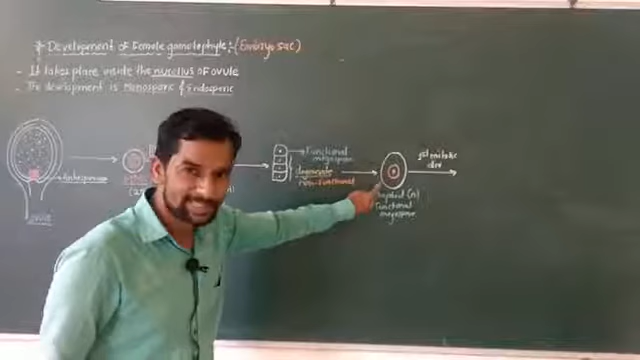 * Development of Female gametophyte :- (Embryo sac)
- It takes place inside the nucellus of ovule
- The development is Monosporic & Endosporic
Functional
megaspore
degenerate
non-functional
1st mitotic
div
Haploid (n)
Functional
megaspore
ovule